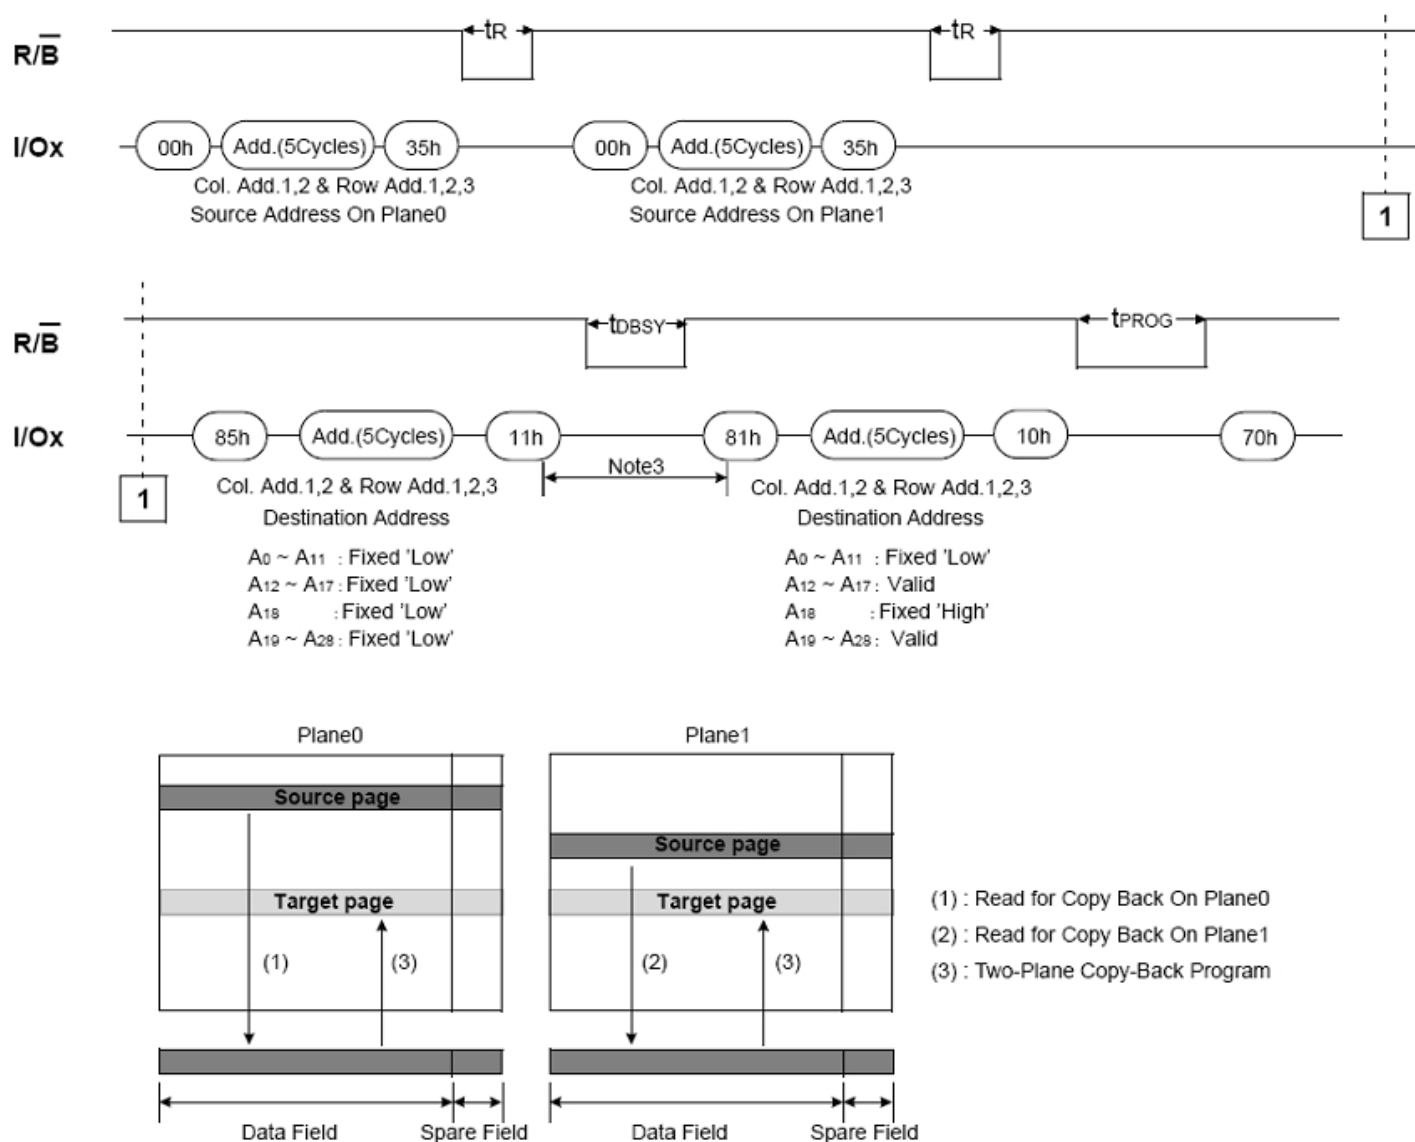 tR tR
R/B
I/Ox 00h Add.(5Cycles) 35h 00h Add.(5Cycles) 35h
Col. Add.1,2 & Row Add.1,2,3 Col. Add.1,2 & Row Add.1,2,3
Source Address On Plane0 Source Address On Plane1
1
tDBSY tPROG
R/B
I/Ox 85h Add.(5Cycles) 11h 81h Add.(5Cycles) 10h 70h
Note3
1 Col. Add.1,2 & Row Add.1,2,3 Col. Add.1,2 & Row Add.1,2,3
Destination Address Destination Address
A0 ~ A11 : Fixed 'Low' A0 ~ A11 : Fixed 'Low'
A12 ~ A17 : Fixed 'Low' A12 ~ A17 : Valid
A18 : Fixed 'Low' A18 : Fixed 'High'
A19 ~ A28 : Fixed 'Low' A19 ~ A28 : Valid
Plane0 Plane1
Source page
Source page
Target page Target page
(1) : Read for Copy Back On Plane0
(2) : Read for Copy Back On Plane1
(1) (3) (2) (3)
(3) : Two-Plane Copy-Back Program
Data Field Spare Field Data Field Spare Field